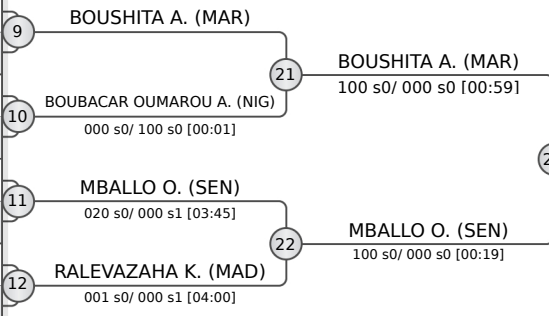 BOUSHITA A. (MAR)
9
21
BOUSHITA A. (MAR)
100 s0/ 000 s0 [00:59]
BOUBACAR OUMAROU A. (NIG)
10
000 s0/ 100 s0 [00:01]
MBALLO O. (SEN)
11
020 s0/ 000 s1 [03:45]
22
MBALLO O. (SEN)
100 s0/ 000 s0 [00:19]
RALEVAZAHA K. (MAD)
12
001 s0/ 000 s1 [04:00]